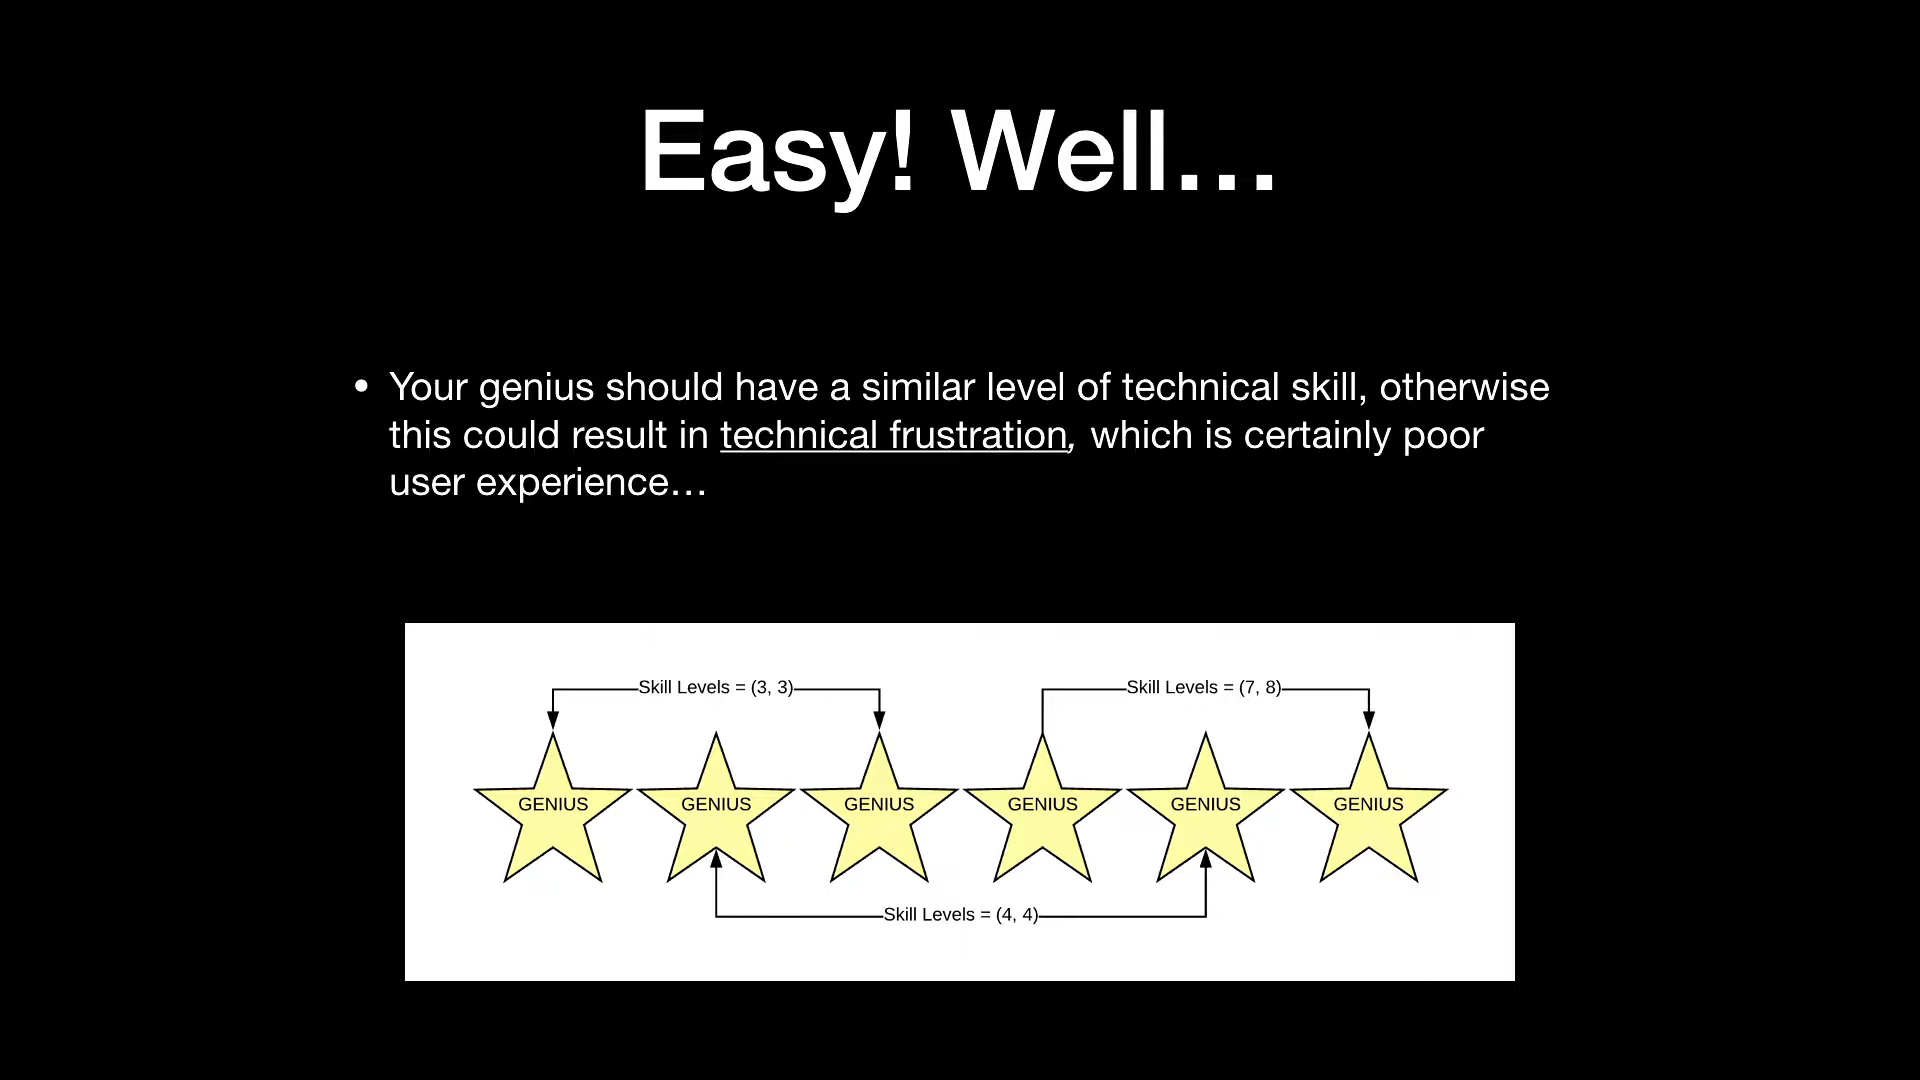 Easy! Well…
• Your genius should have a similar level of technical skill, otherwise
this could result in technical frustration, which is certainly poor
user experience…
Skill Levels = (3, 3)
Skill Levels = (7, 8)
GENIUS
GENIUS
GENIUS
GENIUS
GENIUS
GENIUS
Skill Levels = (4, 4)